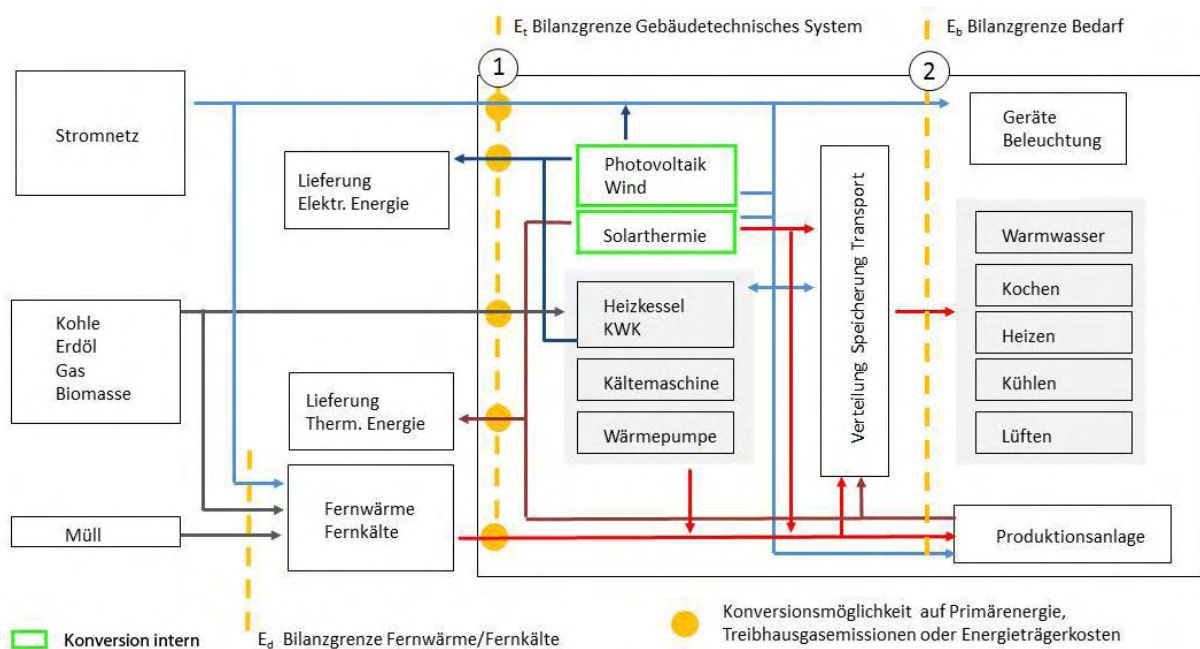 E_t Bilanzgrenze Gebäudetechnisches System
E_b Bilanzgrenze Bedarf
1
2
Stromnetz
Geräte
Beleuchtung
Lieferung
Elektr. Energie
Photovoltaik
Wind
Solarthermie
Verteilung Speicherung Transport
Warmwasser
Kochen
Heizen
Kühlen
Lüften
Kohle
Erdöl
Gas
Biomasse
Heizkessel
KWK
Kältemaschine
Wärmepumpe
Lieferung
Therm. Energie
Fernwärme
Fernkälte
Müll
Produktionsanlage
Konversion intern
E_d Bilanzgrenze Fernwärme/Fernkälte
Konversionsmöglichkeit auf Primärenergie,
Treibhausgasemissionen oder Energieträgerkosten